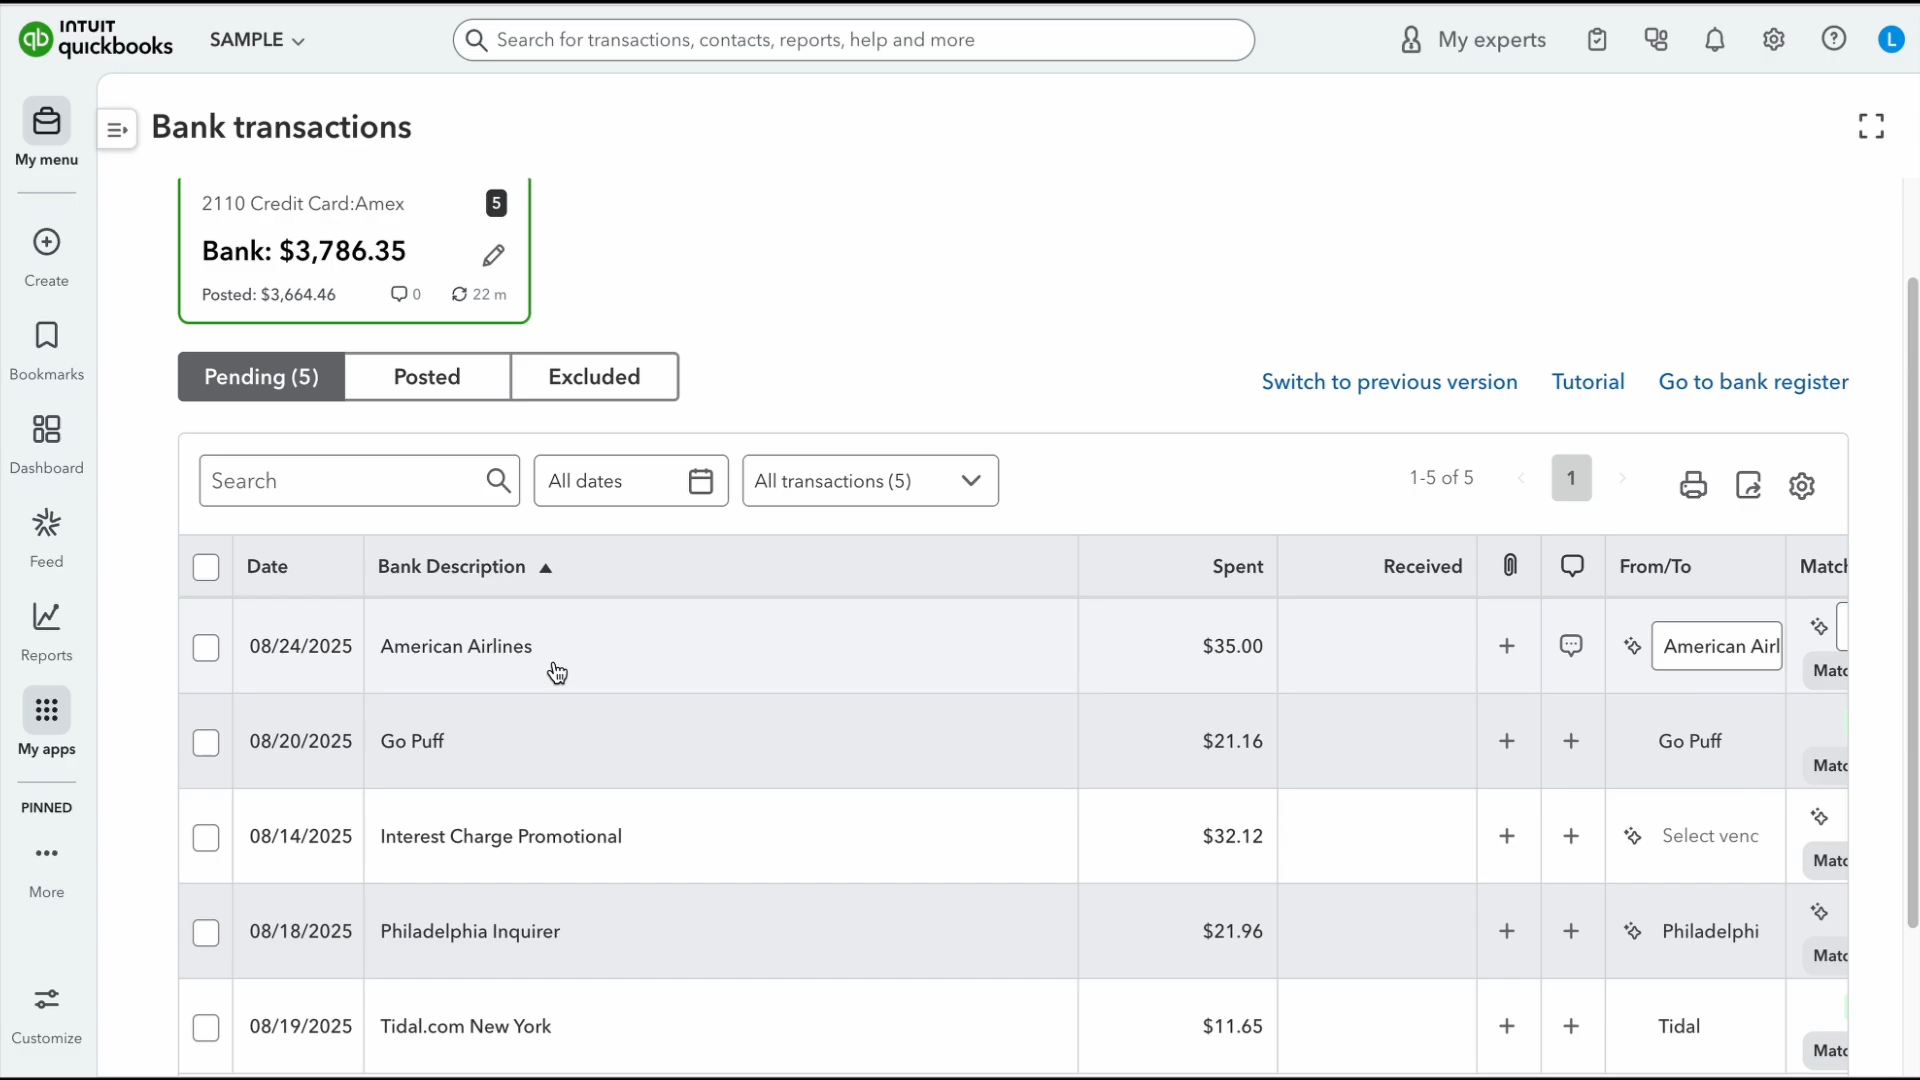 INTUIT
quickbooks
SAMPLE
Search for transactions, contacts, reports, help and more
My experts
L
My menu
Bank transactions
2110 Credit Card:Amex
5
Bank: $3,786.35
Posted: $3,664.46
0
22 m
Create
Bookmarks
Dashboard
Feed
Reports
My apps
PINNED
More
Customize
Pending (5)
Posted
Excluded
Switch to previous version
Tutorial
Go to bank register
Search
All dates
All transactions (5)
1-5 of 5
1
Date
Bank Description
Spent
Received
From/To
Match
08/24/2025
American Airlines
$35.00
American Airl
Matc
08/20/2025
Go Puff
$21.16
Go Puff
Matc
08/14/2025
Interest Charge Promotional
$32.12
Select venc
Matc
08/18/2025
Philadelphia Inquirer
$21.96
Philadelphi
Matc
08/19/2025
Tidal.com New York
$11.65
Tidal
Matc